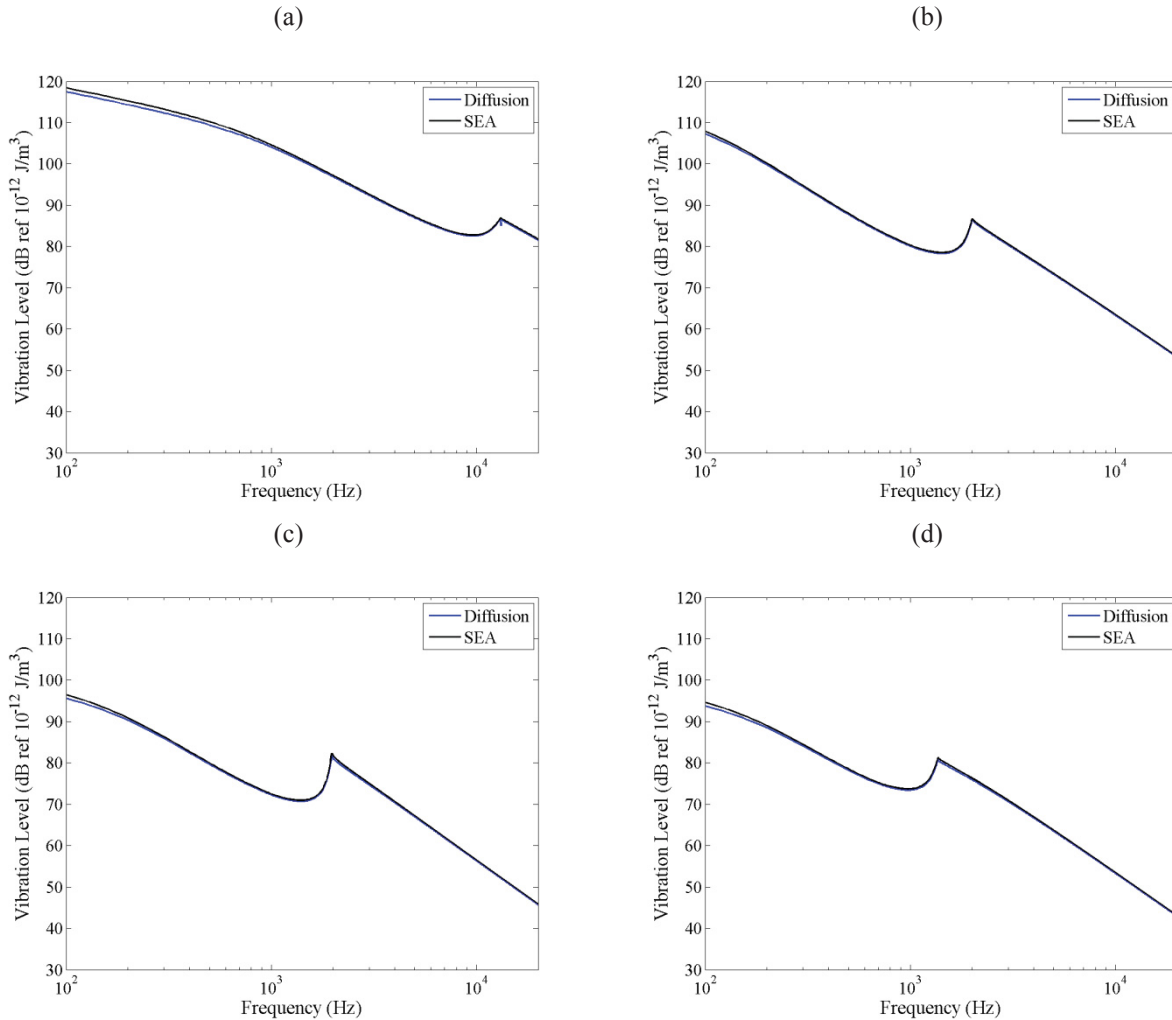 (a)
120
110
100
90
80
70
60
50
40
30
Vibration Level (dB ref 10⁻¹² J/m³)
Diffusion
SEA
10² 10³ 10⁴
Frequency (Hz)
(b)
120
110
100
90
80
70
60
50
40
30
Vibration Level (dB ref 10⁻¹² J/m³)
Diffusion
SEA
10² 10³ 10⁴
Frequency (Hz)
(c)
120
110
100
90
80
70
60
50
40
30
Vibration Level (dB ref 10⁻¹² J/m³)
Diffusion
SEA
10² 10³ 10⁴
Frequency (Hz)
(d)
120
110
100
90
80
70
60
50
40
30
Vibration Level (dB ref 10⁻¹² J/m³)
Diffusion
SEA
10² 10³ 10⁴
Frequency (Hz)